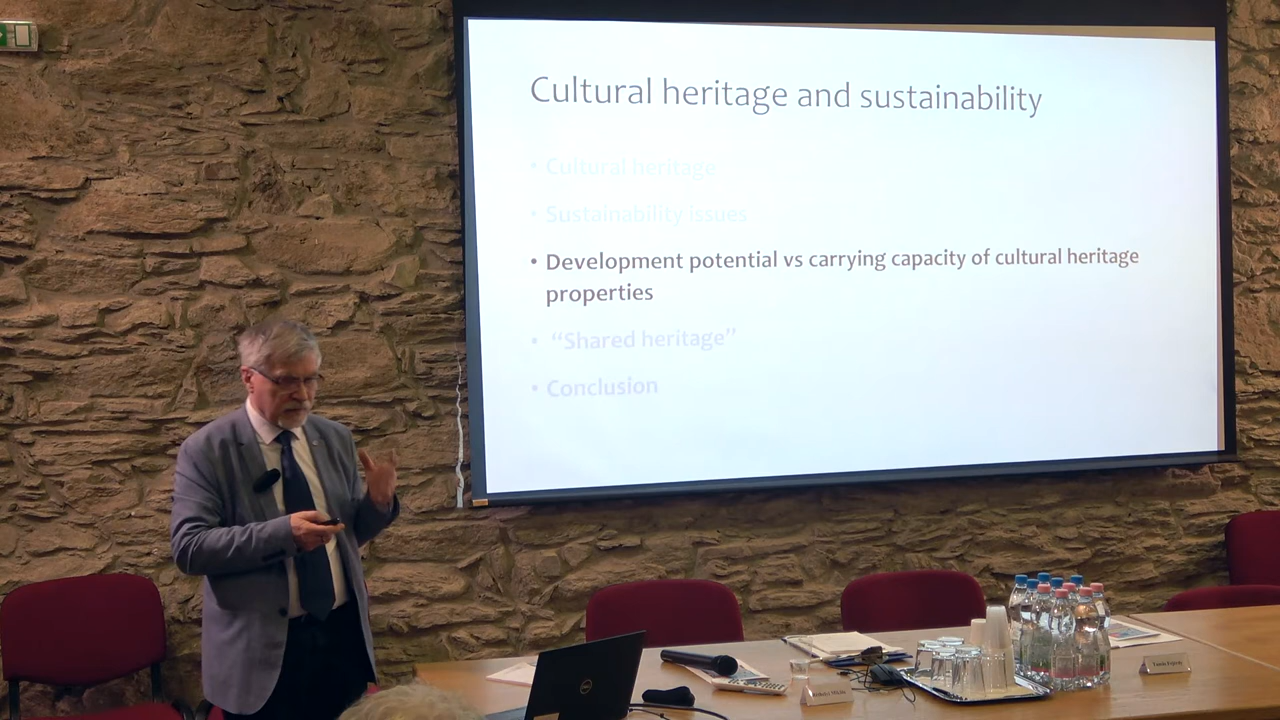 Cultural heritage and sustainability
• Cultural heritage
• Sustainability issues
• Development potential vs carrying capacity of cultural heritage
properties
• “Shared heritage”
• Conclusion
DELL